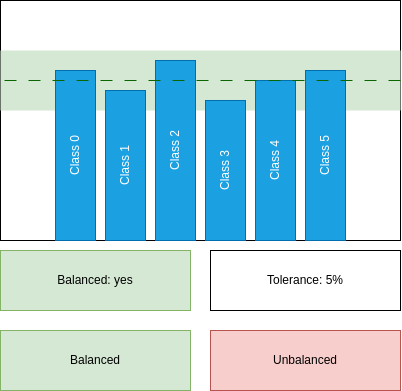 Class 0
Class 1
Class 2
Class 3
Class 4
Class 5
Balanced: yes
Tolerance: 5%
Balanced
Unbalanced